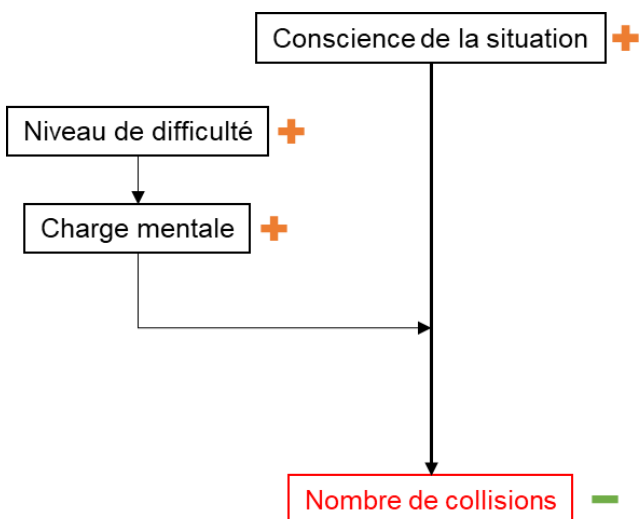 Conscience de la situation
Niveau de difficulté
Charge mentale
Nombre de collisions